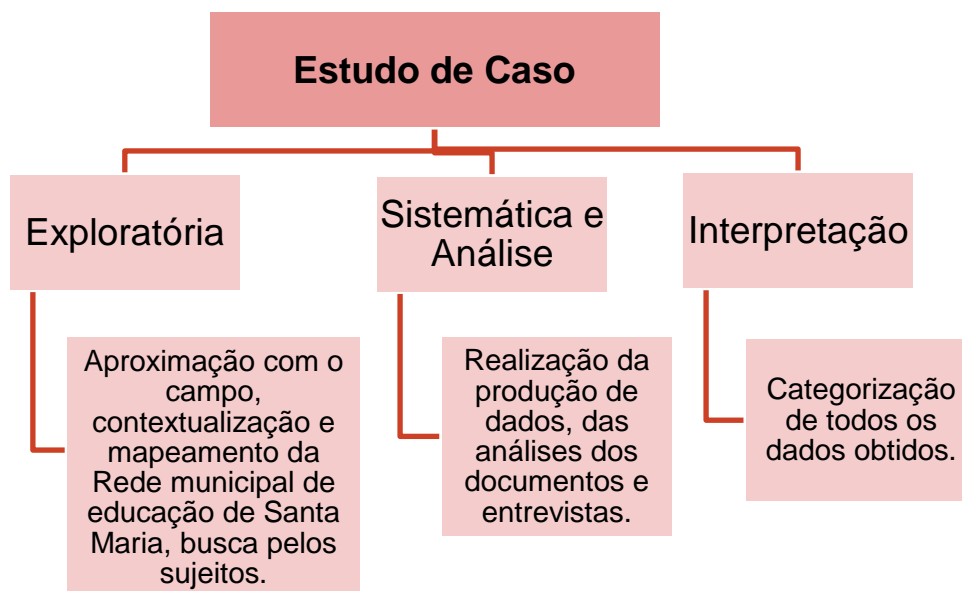 Estudo de Caso
Exploratória
Sistemática e
Análise
Interpretação
Aproximação com o
campo,
contextualização e
mapeamento da
Rede municipal de
educação de Santa
Maria, busca pelos
sujeitos.
Realização da
produção de
dados, das
análises dos
documentos e
entrevistas.
Categorização
de todos os
dados obtidos.